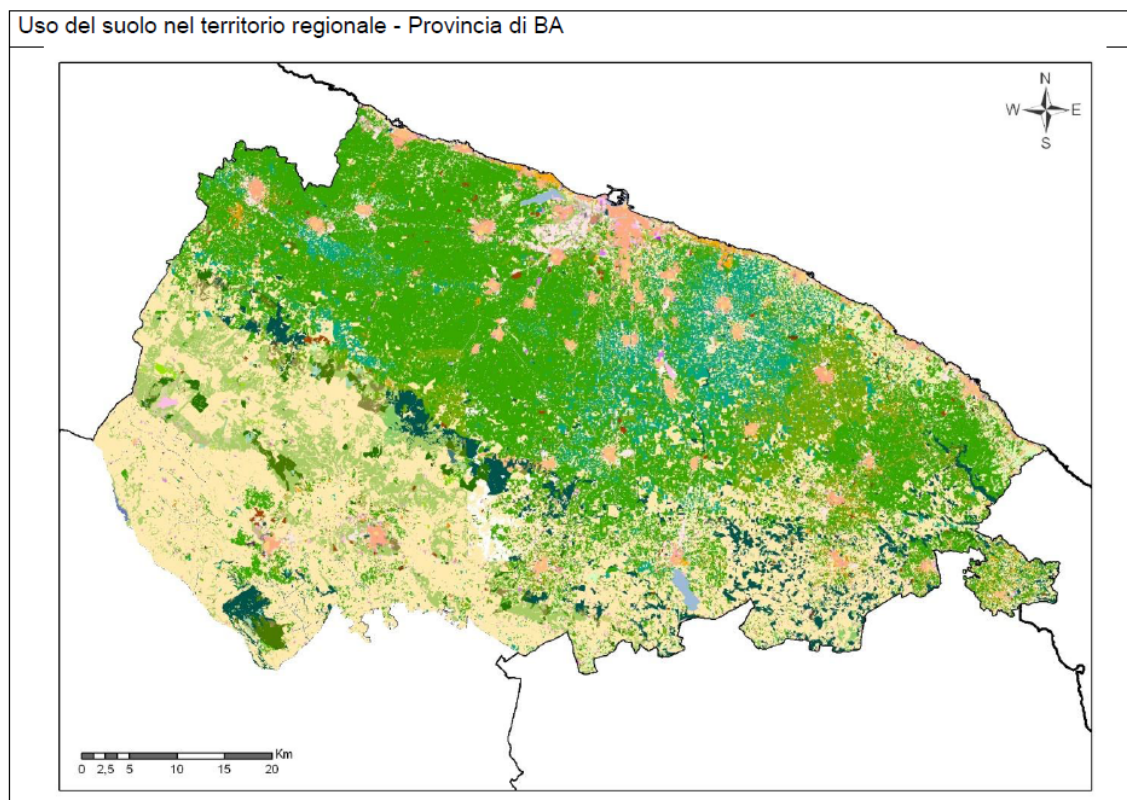 Uso del suolo nel territorio regionale - Provincia di BA
N
W E
S
Km
0 2,5 5 10 15 20